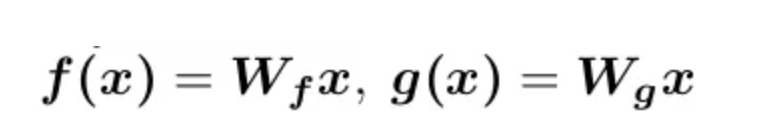 f(x) = W_f x, g(x) = W_g x